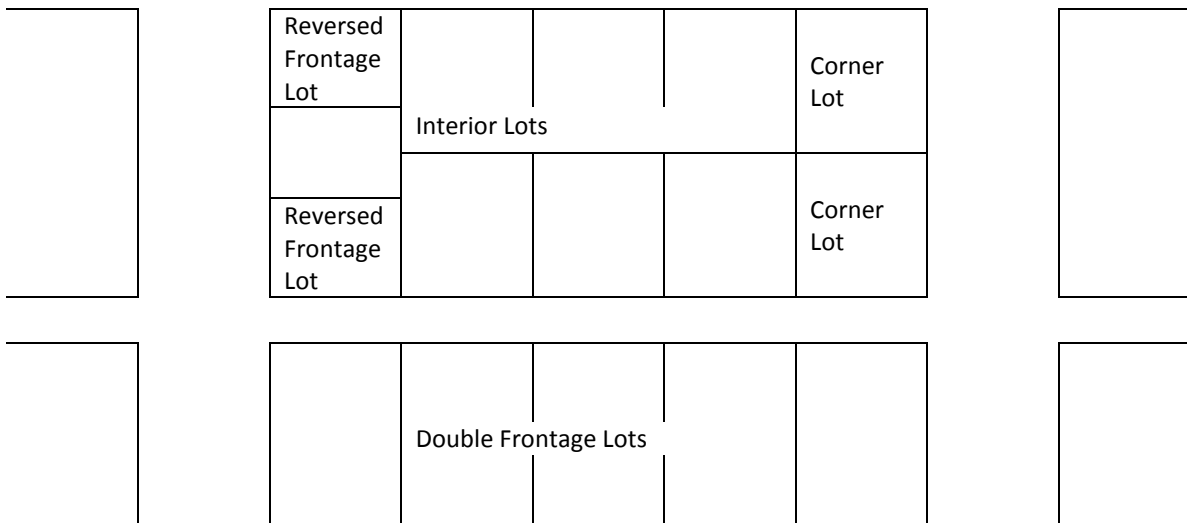 Reversed
Frontage
Lot
Corner
Lot
Interior Lots
Reversed
Frontage
Lot
Corner
Lot
Double Frontage Lots